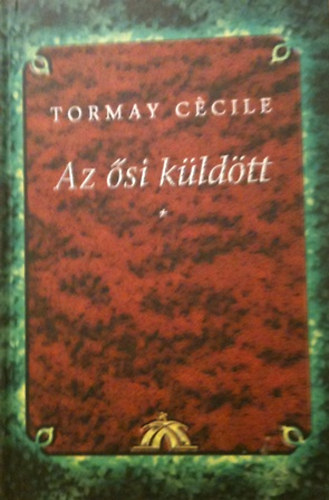 TORMAY CÈCILE
Az ősi küldött
*